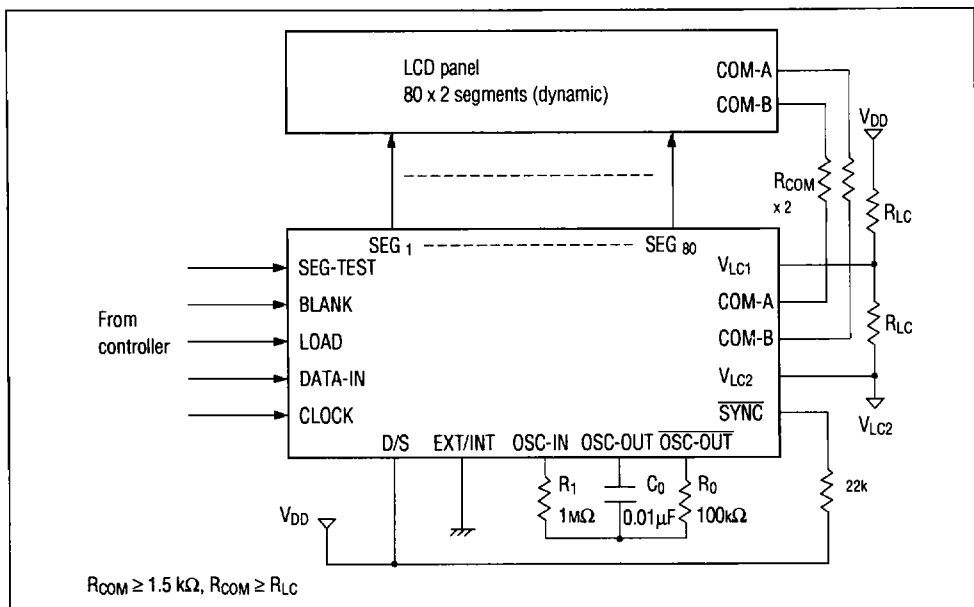 LCD panel
80 x 2 segments (dynamic)
COM-A
COM-B
VDD
RCOM
x 2
RLC
SEG 1
SEG 80
SEG-TEST
BLANK
LOAD
DATA-IN
CLOCK
From
controller
VLC1
COM-A
COM-B
VLC2
SYNC
RLC
VLC2
D/S
EXT/INT
OSC-IN
OSC-OUT
OSC-OUT
R1
1MΩ
C0
0.01μF
R0
100kΩ
22k
VDD
RCOM ≥ 1.5 kΩ, RCOM ≥ RLC